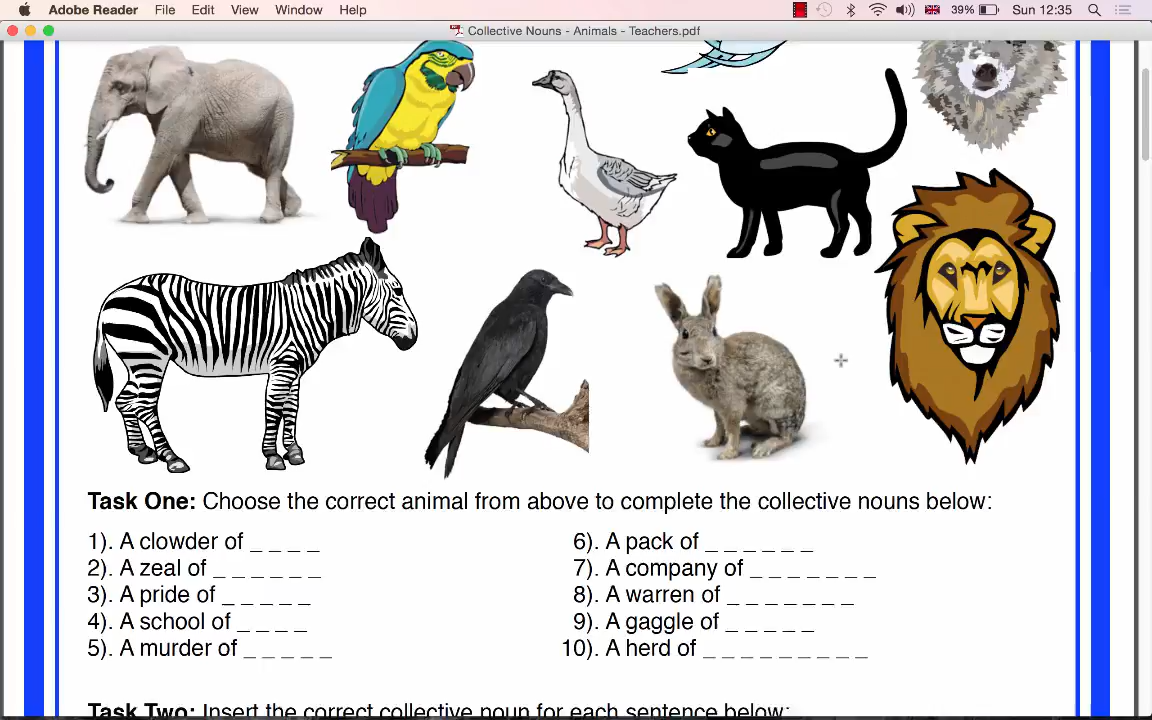 Adobe Reader File Edit View Window Help 39% Sun 12:35
Collective Nouns - Animals - Teachers.pdf
Task One: Choose the correct animal from above to complete the collective nouns below:
1). A clowder of _ _ _ _
2). A zeal of _ _ _ _ _ _
3). A pride of _ _ _ _ _
4). A school of _ _ _ _
5). A murder of _ _ _ _ _
6). A pack of _ _ _ _ _ _
7). A company of _ _ _ _ _ _ _
8). A warren of _ _ _ _ _ _ _
9). A gaggle of _ _ _ _ _
10). A herd of _ _ _ _ _ _ _ _ _
Task Two: Insert the correct collective noun for each sentence below: